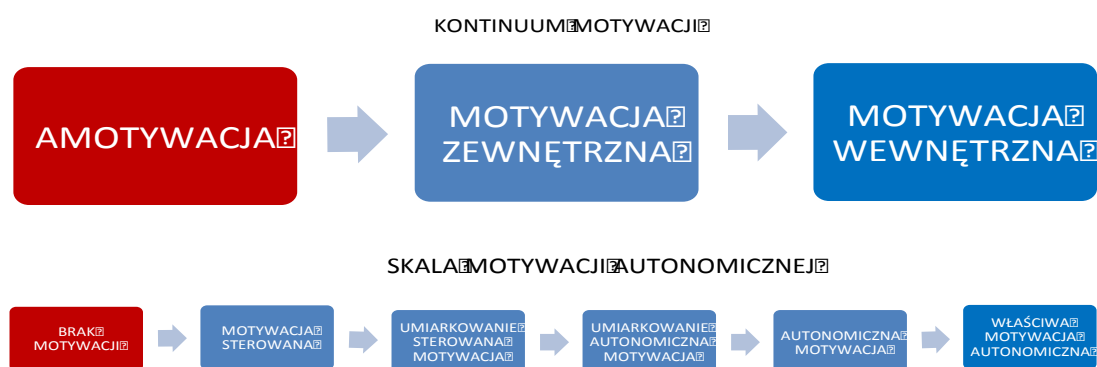 KONTINUUM MOTYWACJI
AMOTYWACJA
MOTYWACJA
ZEWNĘTRZNA
MOTYWACJA
WEWNĘTRZNA
SKALA MOTYWACJI AUTONOMICZNEJ
BRAK
MOTYWACJI
MOTYWACJA
STEROWANA
UMIARKOWANIE
STEROWANA
MOTYWACJA
UMIARKOWANIE
AUTONOMICZNA
MOTYWACJA
AUTONOMICZNA
MOTYWACJA
WŁAŚCIWA
MOTYWACJA
AUTONOMICZNA